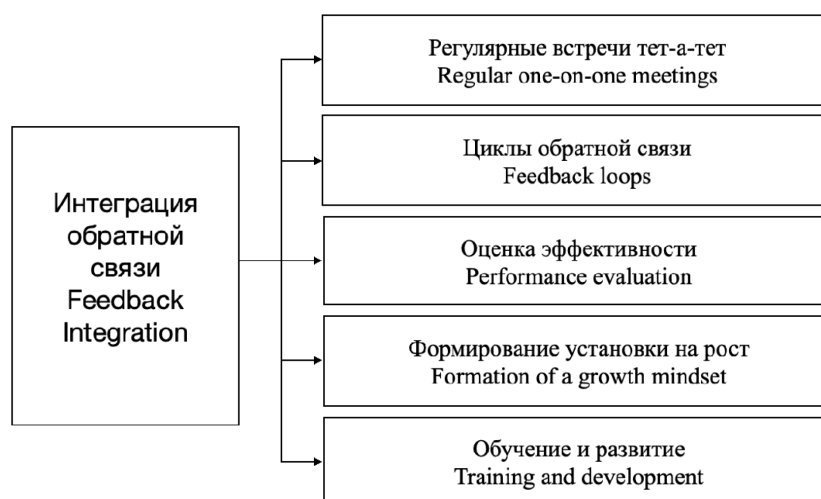 Интеграция
обратной
связи
Feedback
Integration
Регулярные встречи тет-а-тет
Regular one-on-one meetings
Циклы обратной связи
Feedback loops
Оценка эффективности
Performance evaluation
Формирование установки на рост
Formation of a growth mindset
Обучение и развитие
Training and development